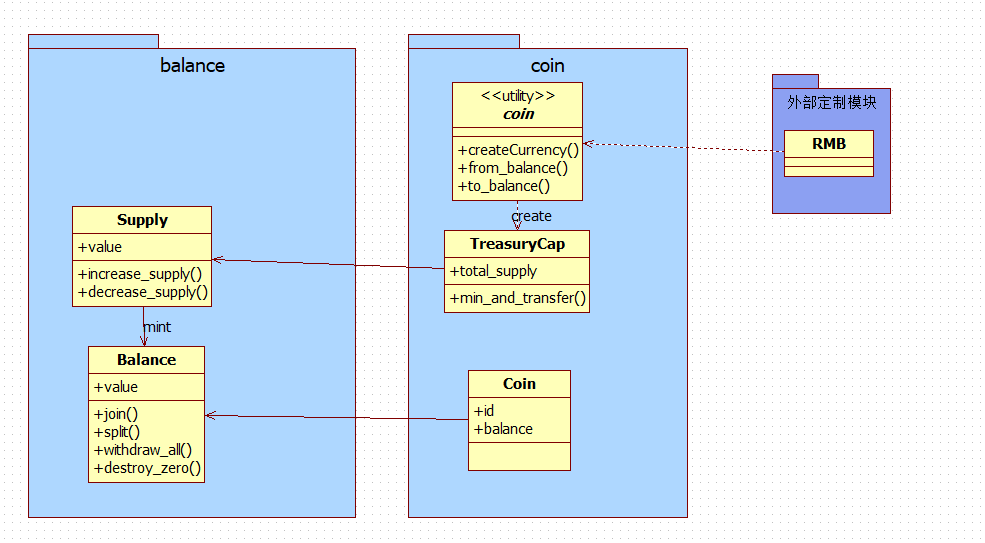 balance
Supply
+value
+increase_supply()
+decrease_supply()
mint
Balance
+value
+join()
+split()
+withdraw_all()
+destroy_zero()
coin
<<utility>>
coin
+createCurrency()
+from_balance()
+to_balance()
create
TreasuryCap
+total_supply
+min_and_transfer()
Coin
+id
+balance
外部定制模块
RMB